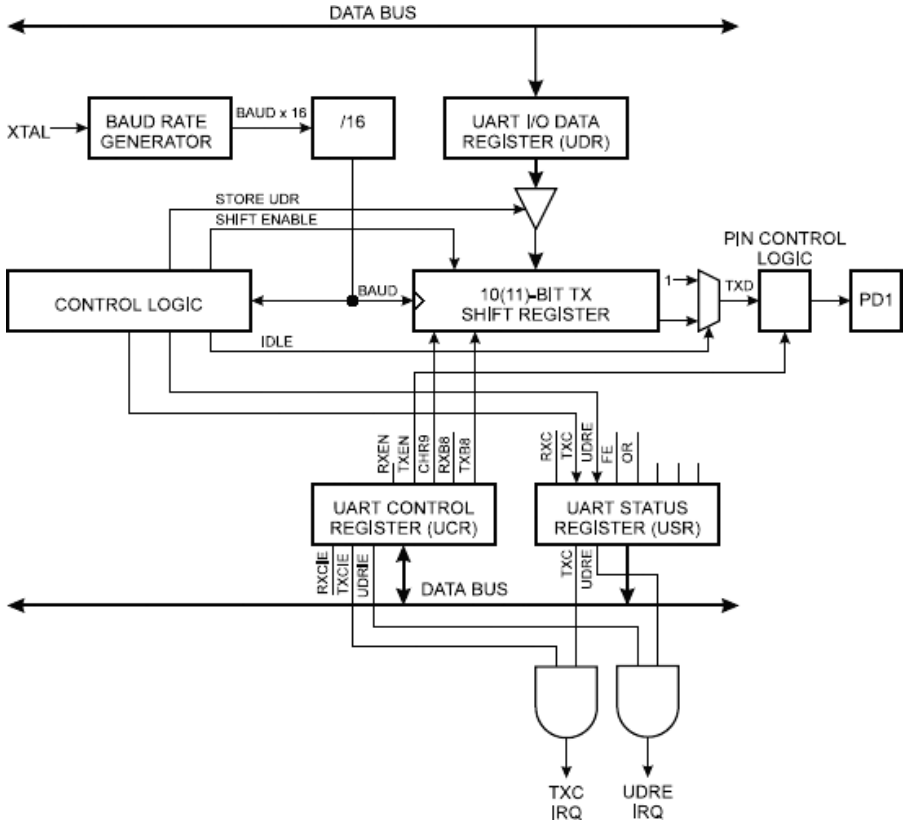 DATA BUS
XTAL
BAUD RATE
GENERATOR
BAUD x 16
/16
UART I/O DATA
REGISTER (UDR)
STORE UDR
SHIFT ENABLE
PIN CONTROL
LOGIC
CONTROL LOGIC
BAUD
10(11)-BIT TX
SHIFT REGISTER
1
TXD
PD1
IDLE
RXEN
TXEN
CHR9
RXB8
TXB8
RXC
TXC
UDRE
FE
OR
UART CONTROL
REGISTER (UCR)
UART STATUS
REGISTER (USR)
RXCIE
TXCIE
UDRIE
TXC
UDRE
DATA BUS
TXC
IRQ
UDRE
IRQ